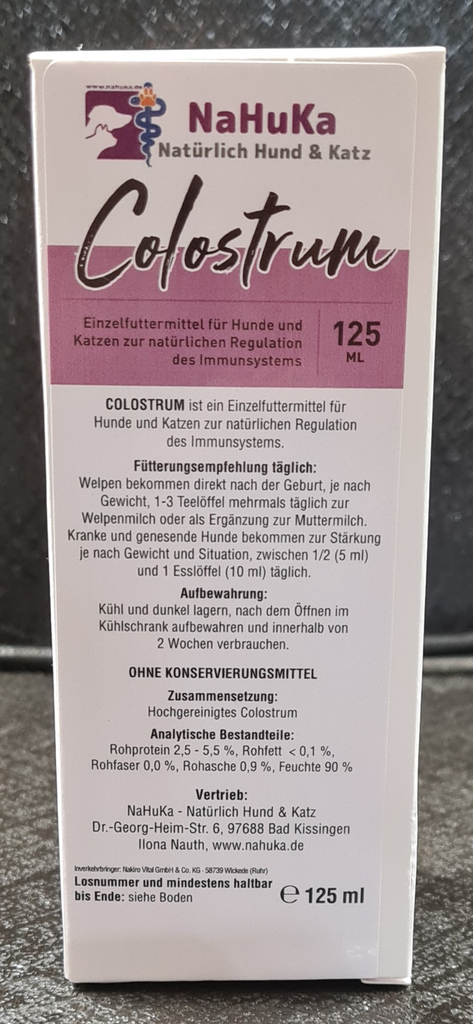 www.nahuka.de
NaHuKa
Natürlich Hund & Katz
Colostrum
Einzelfuttermittel für Hunde und
Katzen zur natürlichen Regulation
des Immunsystems
125
ML
COLOSTRUM ist ein Einzelfuttermittel für
Hunde und Katzen zur natürlichen Regulation
des Immunsystems.
Fütterungsempfehlung täglich:
Welpen bekommen direkt nach der Geburt, je nach
Gewicht, 1-3 Teelöffel mehrmals täglich zur
Welpenmilch oder als Ergänzung zur Muttermilch.
Kranke und genesende Hunde bekommen zur Stärkung
je nach Gewicht und Situation, zwischen 1/2 (5 ml)
und 1 Esslöffel (10 ml) täglich.
Aufbewahrung:
Kühl und dunkel lagern, nach dem Öffnen im
Kühlschrank aufbewahren und innerhalb von
2 Wochen verbrauchen.
OHNE KONSERVIERUNGSMITTEL
Zusammensetzung:
Hochgereinigtes Colostrum
Analytische Bestandteile:
Rohprotein 2,5 - 5,5 %, Rohfett < 0,1 %,
Rohfaser 0,0 %, Rohasche 0,9 %, Feuchte 90 %
Vertrieb:
NaHuKa - Natürlich Hund & Katz
Dr.-Georg-Heim-Str. 6, 97688 Bad Kissingen
Ilona Nauth, www.nahuka.de
Inverkehrbringer: Nakiro Vital GmbH & Co. KG - 58739 Wickede (Ruhr)
Losnummer und mindestens haltbar
bis Ende: siehe Boden
℮ 125 ml